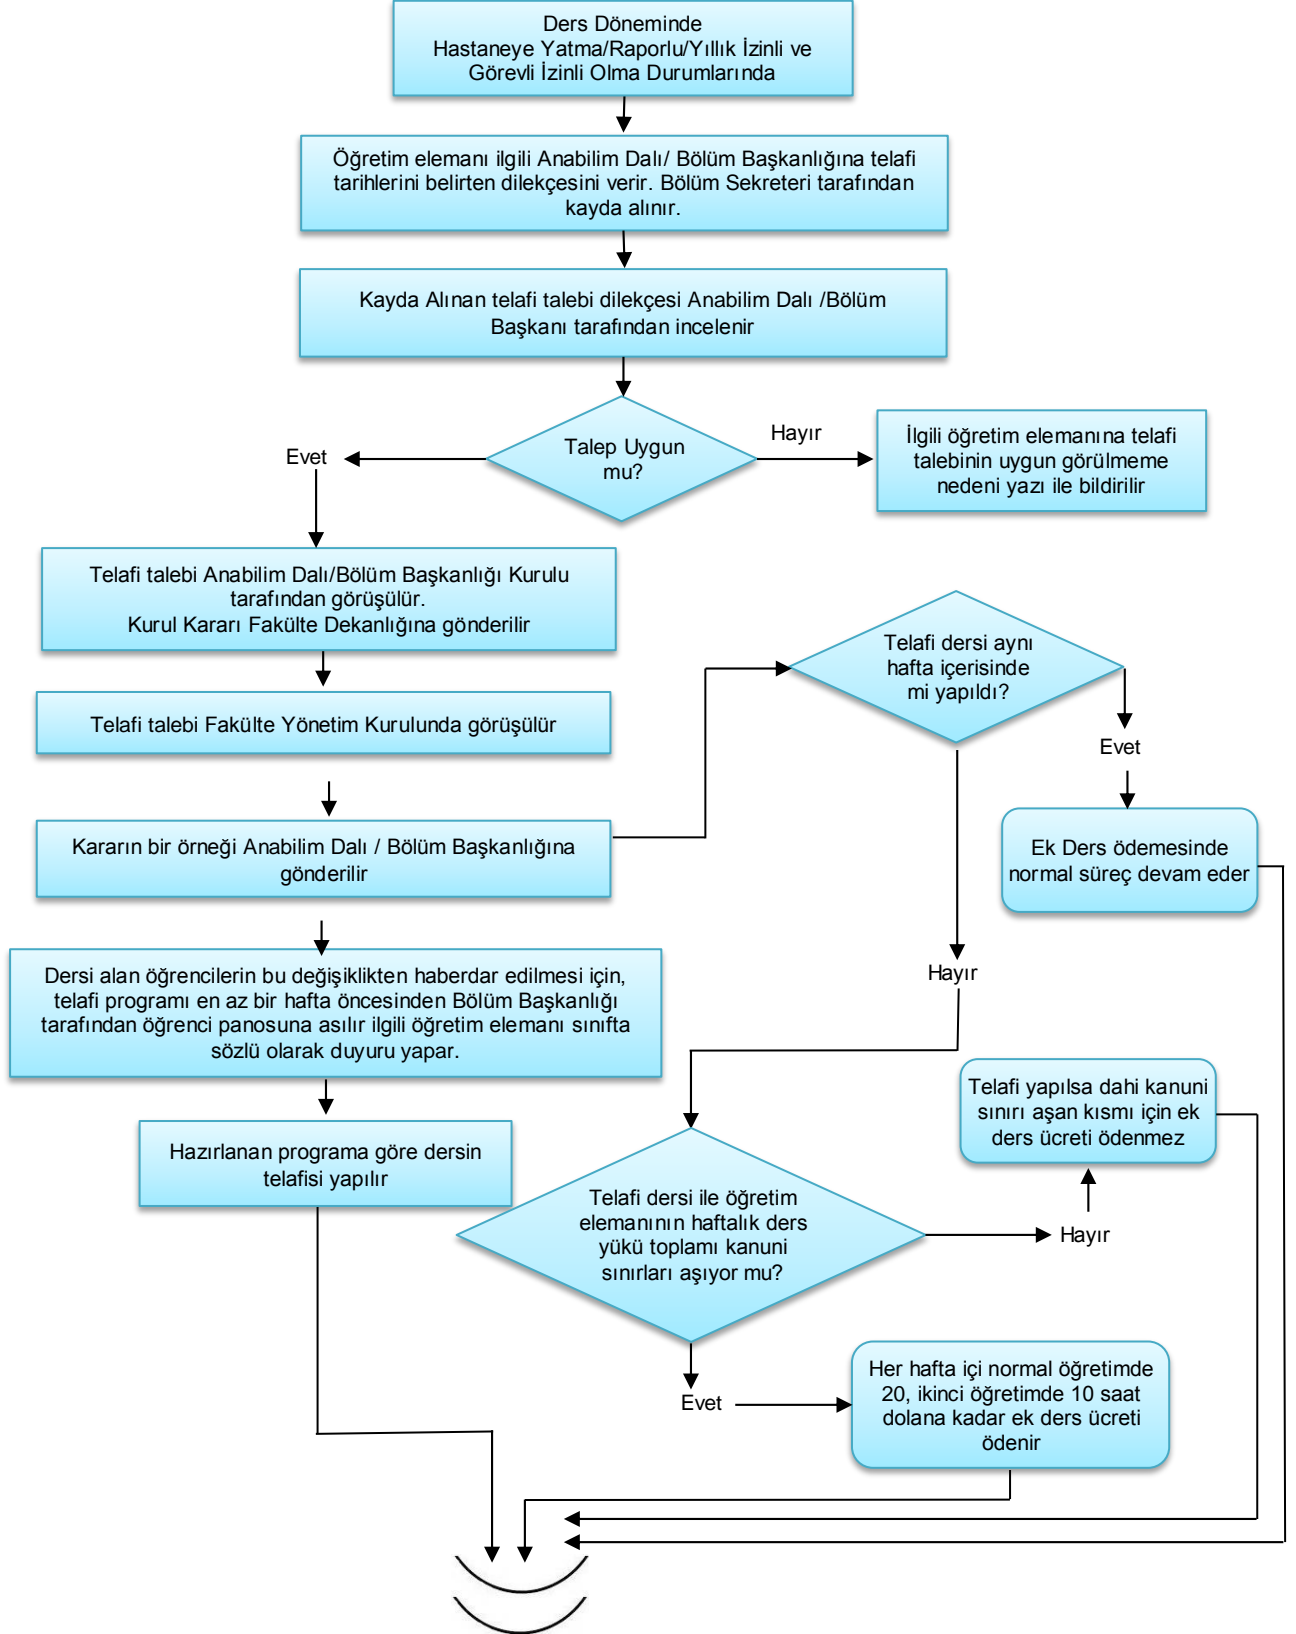 Ders Döneminde
Hastaneye Yatma/Raporlu/Yıllık İzinli ve
Görevli İzinli Olma Durumlarında
Öğretim elemanı ilgili Anabilim Dalı/ Bölüm Başkanlığına telafi
tarihlerini belirten dilekçesini verir. Bölüm Sekreteri tarafından
kayda alınır.
Kayda Alınan telafi talebi dilekçesi Anabilim Dalı /Bölüm
Başkanı tarafından incelenir
Talep Uygun
mu?
Hayır
İlgili öğretim elemanına telafi
talebinin uygun görülmeme
nedeni yazı ile bildirilir
Evet
Telafi talebi Anabilim Dalı/Bölüm Başkanlığı Kurulu
tarafından görüşülür.
Kurul Kararı Fakülte Dekanlığına gönderilir
Telafi talebi Fakülte Yönetim Kurulunda görüşülür
Kararın bir örneği Anabilim Dalı / Bölüm Başkanlığına
gönderilir
Telafi dersi aynı
hafta içerisinde
mi yapıldı?
Evet
Ek Ders ödemesinde
normal süreç devam eder
Hayır
Dersi alan öğrencilerin bu değişiklikten haberdar edilmesi için,
telafi programı en az bir hafta öncesinden Bölüm Başkanlığı
tarafından öğrenci panosuna asılır ilgili öğretim elemanı sınıfta
sözlü olarak duyuru yapar.
Hazırlanan programa göre dersin
telafisi yapılır
Telafi yapılsa dahi kanuni
sınırı aşan kısmı için ek
ders ücreti ödenmez
Telafi dersi ile öğretim
elemanının haftalık ders
yükü toplamı kanuni
sınırları aşıyor mu?
Hayır
Evet
Her hafta içi normal öğretimde
20, ikinci öğretimde 10 saat
dolana kadar ek ders ücreti
ödenir